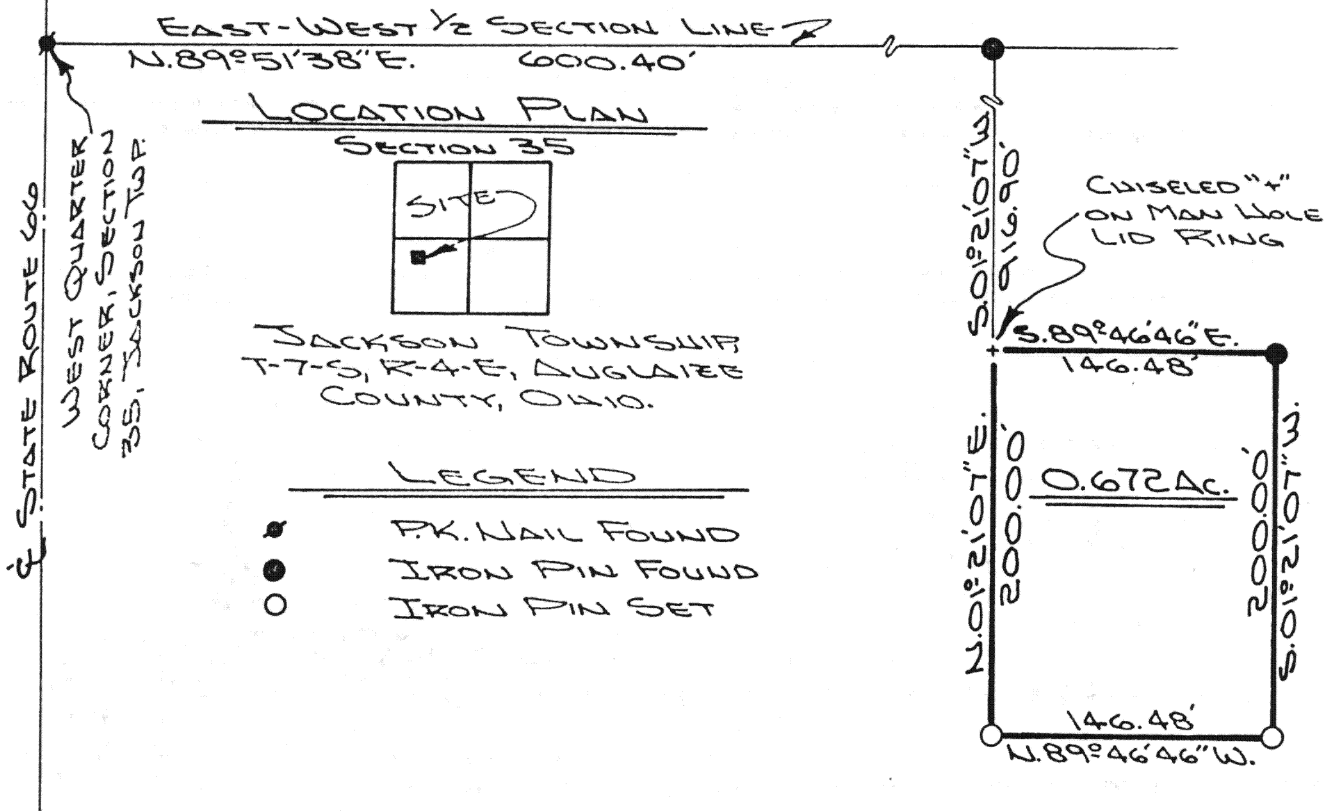 EAST-WEST 1/2 SECTION LINE
N.89°51'38"E. 600.40'
LOCATION PLAN
SECTION 35
SITE
JACKSON TOWNSHIP,
T-7-S, R-4-E, AUGLAIZE
COUNTY, OHIO.
WEST QUARTER
CORNER, SECTION
35, JACKSON TWP.
℄ STATE ROUTE 66
LEGEND
P.K. NAIL FOUND
IRON PIN FOUND
IRON PIN SET
S.01°21'07"W.
916.90'
CHISELED "+"
ON MAN HOLE
LID RING
S.89°46'46"E.
146.48'
N.01°21'07"E.
200.00'
0.672 AC.
200.00'
S.01°21'07"W.
146.48'
N.89°46'46"W.